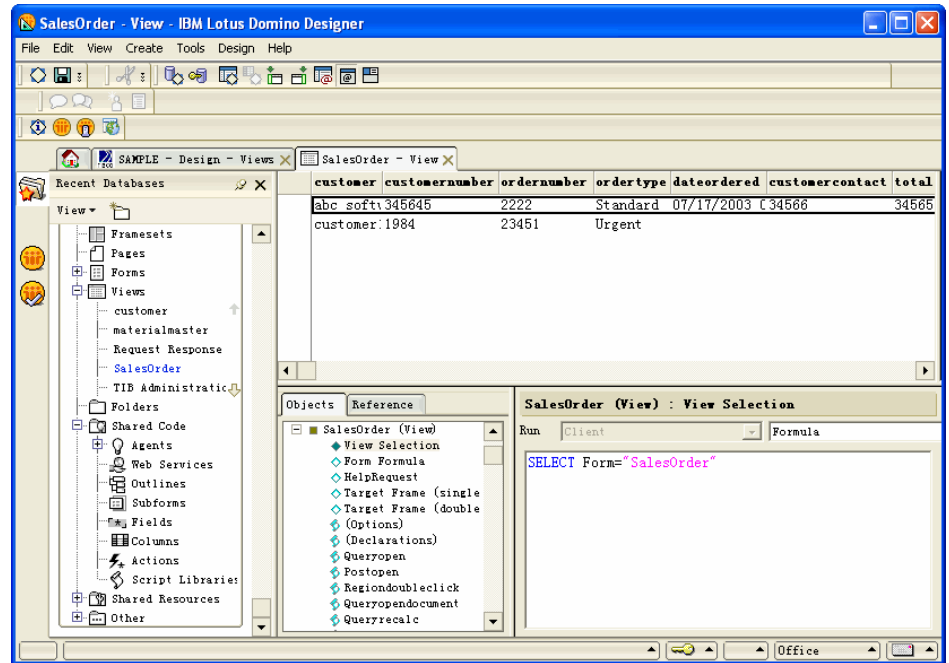 SalesOrder - View - IBM Lotus Domino Designer
File Edit View Create Tools Design Help
SAMPLE - Design - Views
SalesOrder - View
Recent Databases
View
Framesets
Pages
Forms
Views
customer
materialmaster
Request Response
SalesOrder
TIB Administratic
Folders
Shared Code
Agents
Web Services
Outlines
Subforms
Fields
Columns
Actions
Script Libraries
Shared Resources
Other
customer customernumber ordernumber ordertype dateordered customercontact total
abc soft 345645 2222 Standard 07/17/2003 34566 34565
customer 1984 23451 Urgent
Objects Reference
SalesOrder (View)
View Selection
Form Formula
HelpRequest
Target Frame (single
Target Frame (double
(Options)
(Declarations)
Queryopen
Postopen
Regiondoubleclick
Queryopendocument
Queryrecalc
SalesOrder (View) : View Selection
Run Client Formula
SELECT Form="SalesOrder"
Office